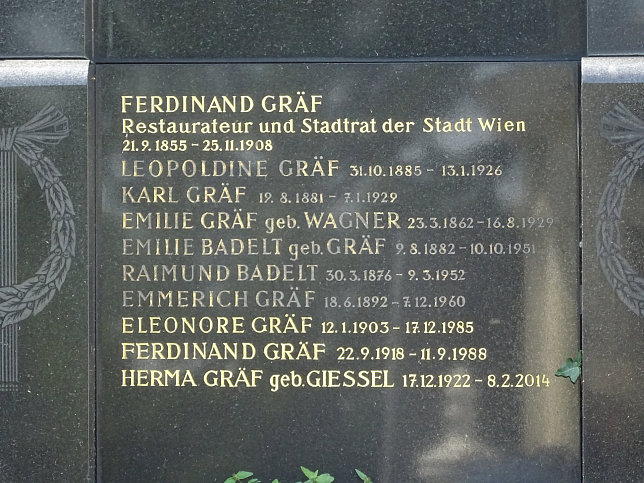 FERDINAND GRÄF
Restaurateur und Stadtrat der Stadt Wien
21.9.1855 - 25.11.1908
LEOPOLDINE GRÄF 31.10.1885 - 13.1.1926
KARL GRÄF 19.8.1881 - 7.1.1929
EMILIE GRÄF geb. WAGNER 23.3.1862 - 16.8.1929
EMILIE BADELT geb. GRÄF 9.8.1882 - 10.10.1951
RAIMUND BADELT 30.3.1876 - 9.3.1952
EMMERICH GRÄF 18.6.1892 - 7.12.1960
ELEONORE GRÄF 12.1.1903 - 17.12.1985
FERDINAND GRÄF 22.9.1918 - 11.9.1988
HERMA GRÄF geb. GIESSEL 17.12.1922 - 8.2.2014